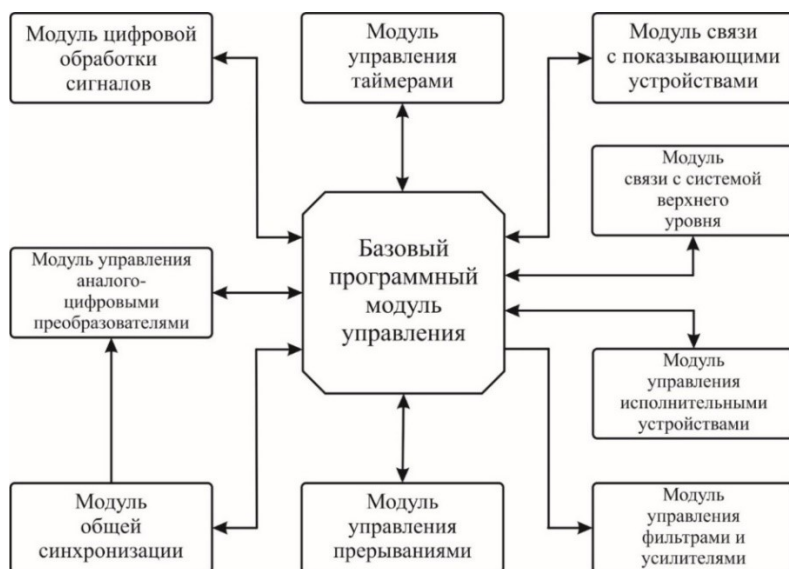 Модуль цифровой
обработки
сигналов
Модуль
управления
таймерами
Модуль связи
с показывающими
устройствами
Модуль
связи с системой
верхнего
уровня
Базовый
программный
модуль
управления
Модуль управления
аналого-
цифровыми
преобразователями
Модуль
управления
исполнительными
устройствами
Модуль
общей
синхронизации
Модуль
управления
прерываниями
Модуль
управления
фильтрами и
усилителями